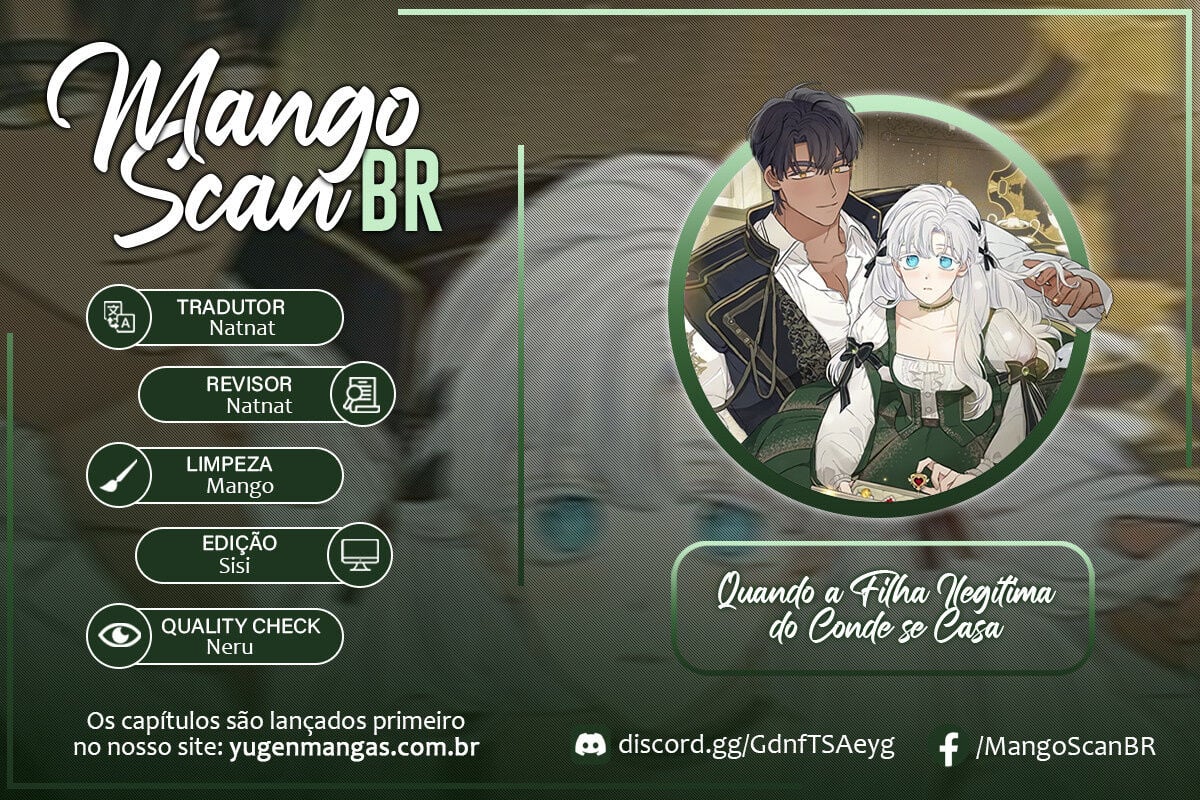 Mango
Scan BR
TRADUTOR
Natnat
REVISOR
Natnat
LIMPEZA
Mango
EDIÇÃO
Sisi
QUALITY CHECK
Neru
Os capítulos são lançados primeiro
no nosso site: yugenmangas.com.br
Quando a Filha Ilegítima
do Conde se Casa
discord.gg/GdnfTSAeyg
/MangoScanBR